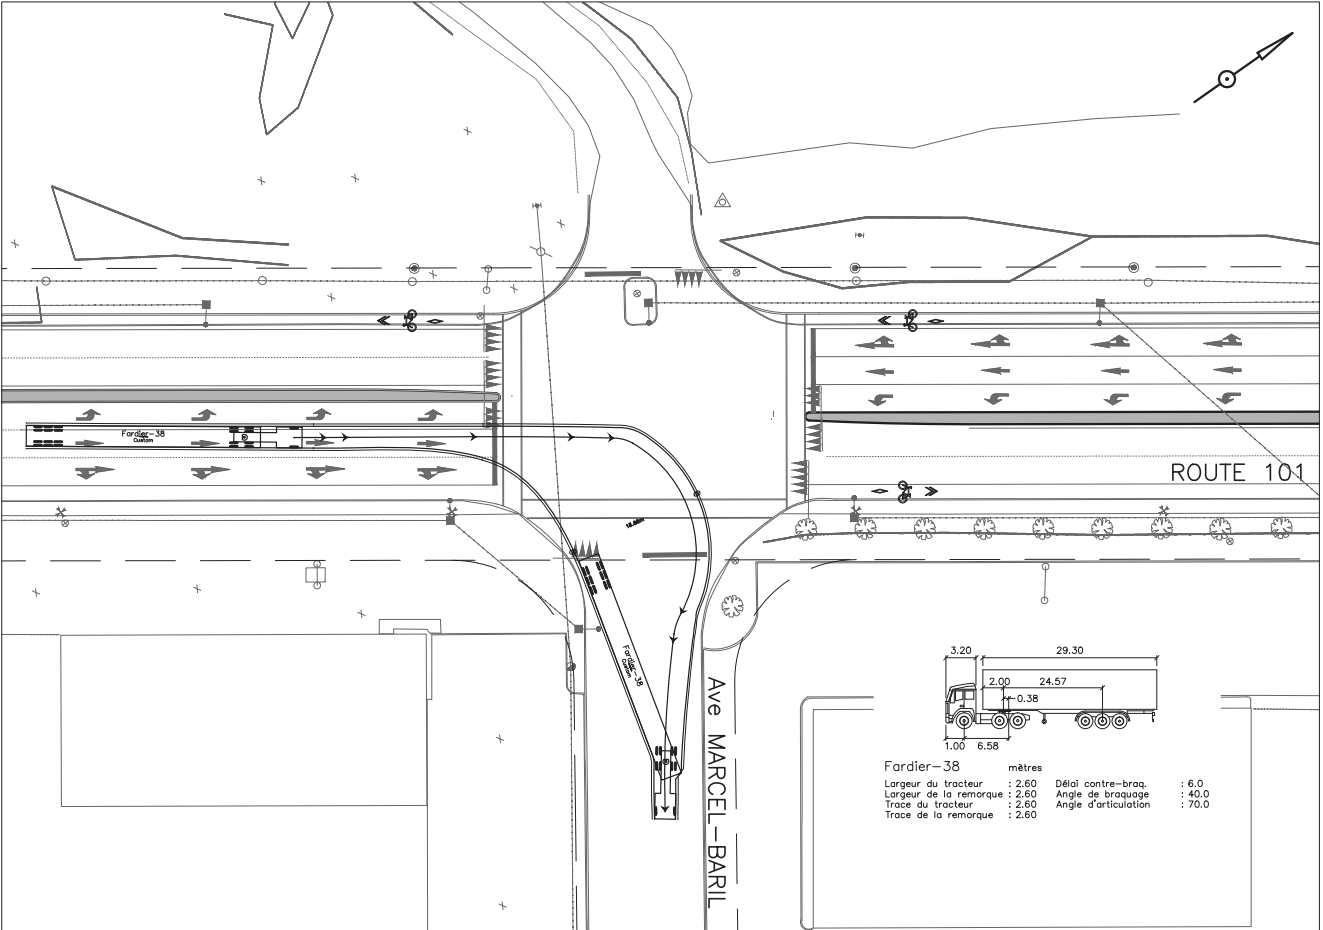 Fardier-38
Custom
ROUTE 101
Fardier-38
Custom
Ave MARCEL-BARIL
3.20
29.30
2.00
24.57
0.38
1.00
6.58
Fardier-38 mètres
Largeur du tracteur : 2.60 Délai contre-braq. : 6.0
Largeur de la remorque : 2.60 Angle de braquage : 40.0
Trace du tracteur : 2.60 Angle d'articulation : 70.0
Trace de la remorque : 2.60